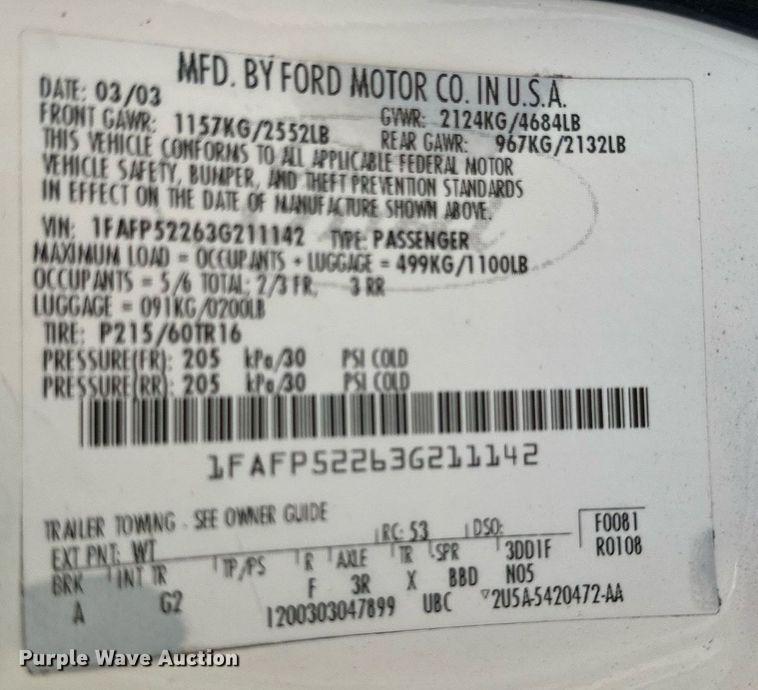 MFD. BY FORD MOTOR CO. IN U.S.A.
DATE: 03/03 GVWR: 2124KG/4684LB
FRONT GAWR: 1157KG/2552LB REAR GAWR: 967KG/2132LB
THIS VEHICLE CONFORMS TO ALL APPLICABLE FEDERAL MOTOR
VEHICLE SAFETY, BUMPER, AND THEFT PREVENTION STANDARDS
IN EFFECT ON THE DATE OF MANUFACTURE SHOWN ABOVE.
VIN: 1FAFP52263G211142 TYPE: PASSENGER
MAXIMUM LOAD = OCCUPANTS + LUGGAGE = 499KG/1100LB
OCCUPANTS = 5/6 TOTAL: 2/3 FR, 3 RR
LUGGAGE = 091KG/0200LB
TIRE: P215/60TR16
PRESSURE(FR): 205 kPa/30 PSI COLD
PRESSURE(RR): 205 kPa/30 PSI COLD
1FAFP52263G211142
TRAILER TOWING - SEE OWNER GUIDE
EXT PNT: WT RC: 53 DSO: F0081
BRK INT TR TP/PS R AXLE TR SPR 3DD1F R0108
A G2 F 3R X BBD N05
1200303047899 UBC ▽2U5A-5420472-AA
Purple Wave Auction